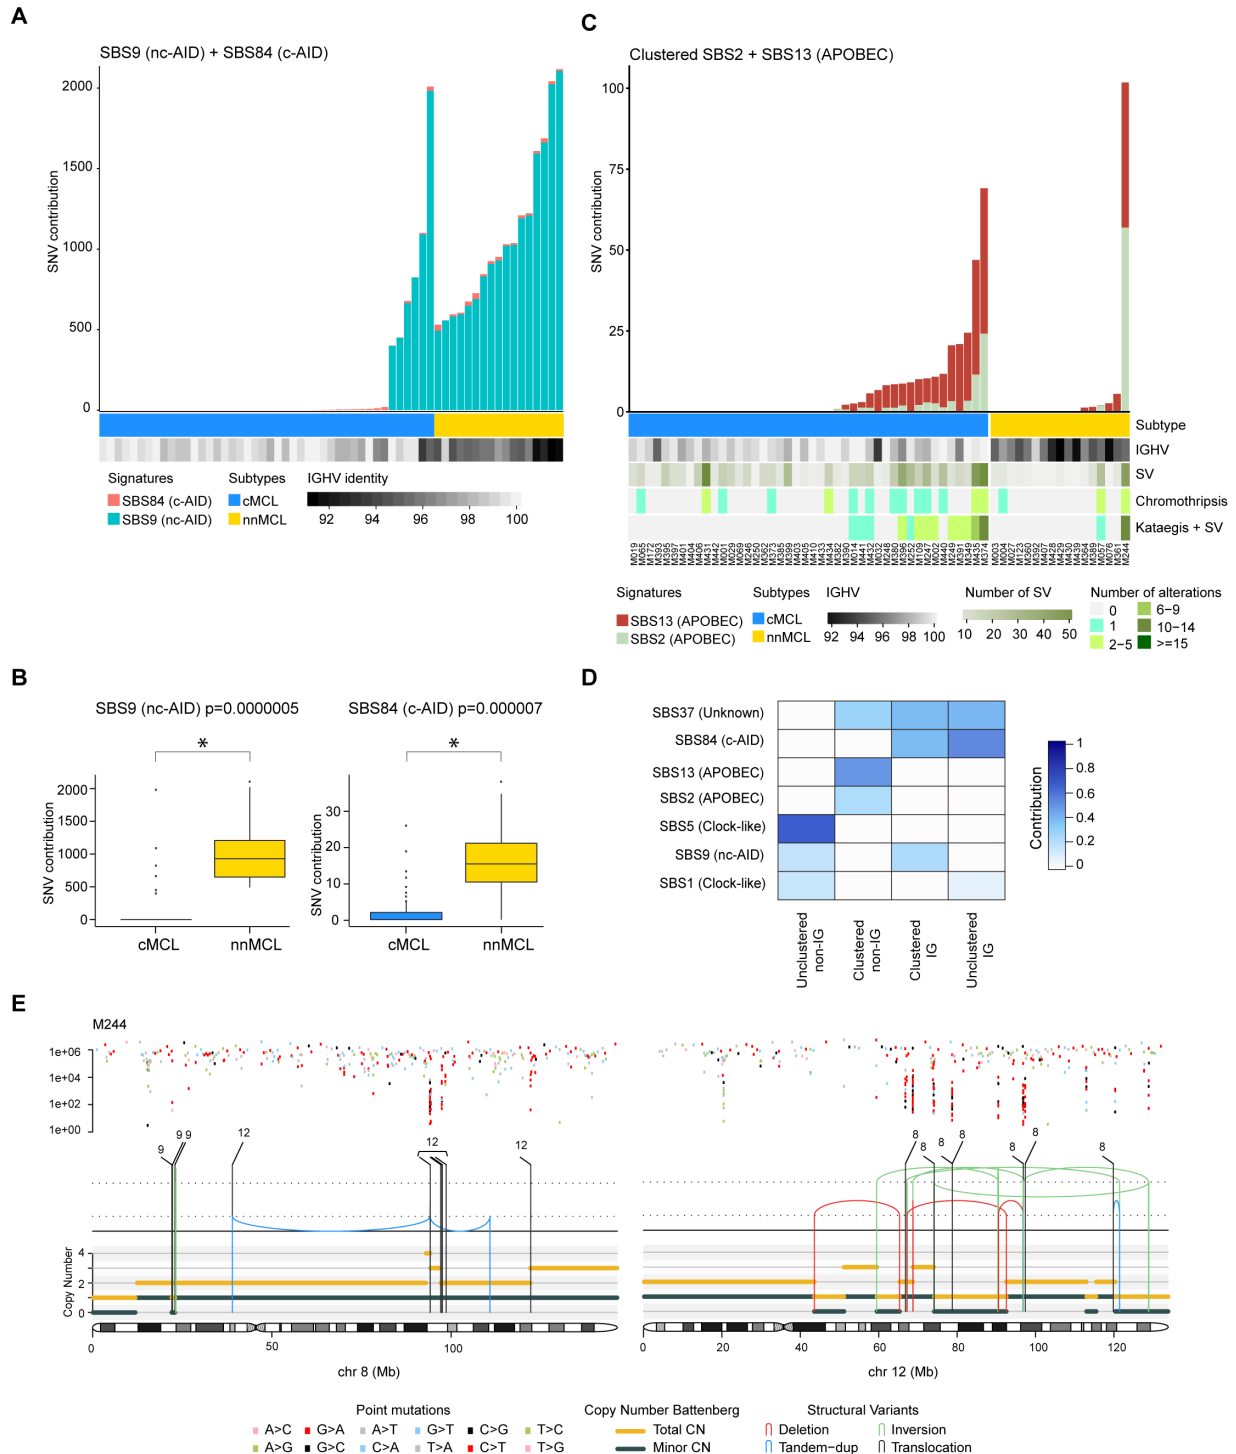 A
SBS9 (nc-AID) + SBS84 (c-AID)
SNV contribution
2000
1500
1000
500
0
Signatures
SBS84 (c-AID)
SBS9 (nc-AID)
Subtypes
cMCL
nnMCL
IGHV identity
92 94 96 98 100
C
Clustered SBS2 + SBS13 (APOBEC)
SNV contribution
100
75
50
25
0
Subtype
IGHV
SV
Chromothripsis
Kataegis + SV
Signatures
SBS13 (APOBEC)
SBS2 (APOBEC)
Subtypes
cMCL
nnMCL
IGHV
92 94 96 98 100
Number of SV
10 20 30 40 50
Number of alterations
0
1
2−5
6−9
10−14
>=15
B
SBS9 (nc-AID) p=0.0000005
*
SNV contribution
2000
1500
1000
500
0
cMCL nnMCL
SBS84 (c-AID) p=0.000007
*
SNV contribution
30
20
10
0
cMCL nnMCL
D
SBS37 (Unknown)
SBS84 (c-AID)
SBS13 (APOBEC)
SBS2 (APOBEC)
SBS5 (Clock-like)
SBS9 (nc-AID)
SBS1 (Clock-like)
Unclustered
non-IG
Clustered
non-IG
Clustered
IG
Unclustered
IG
Contribution
1
0.8
0.6
0.4
0.2
0
E
M244
1e+06
1e+04
1e+02
1e+00
9 9 9 12 12 12
8 8 8 8 8 8 8
Copy Number
4
3
2
1
0
0 50 100
chr 8 (Mb)
0 20 40 60 80 100 120
chr 12 (Mb)
Point mutations
A>C G>A A>T G>T C>G T>C
A>G G>C C>A T>A C>T T>G
Copy Number Battenberg
Total CN
Minor CN
Structural Variants
Deletion Inversion
Tandem-dup Translocation